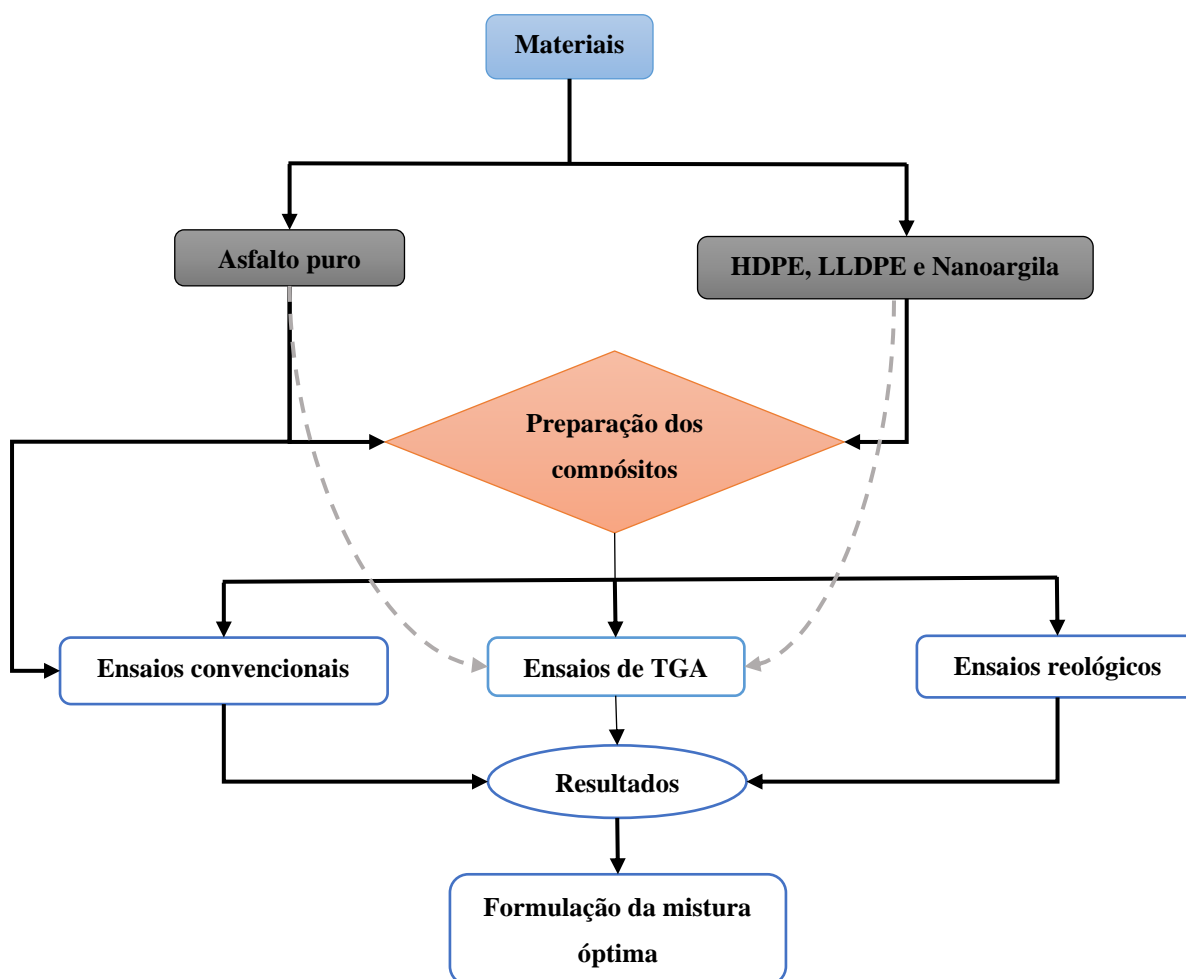 Materiais
Asfalto puro
HDPE, LLDPE e Nanoargila
Preparação dos
compósitos
Ensaios convencionais
Ensaios de TGA
Ensaios reológicos
Resultados
Formulação da mistura
óptima